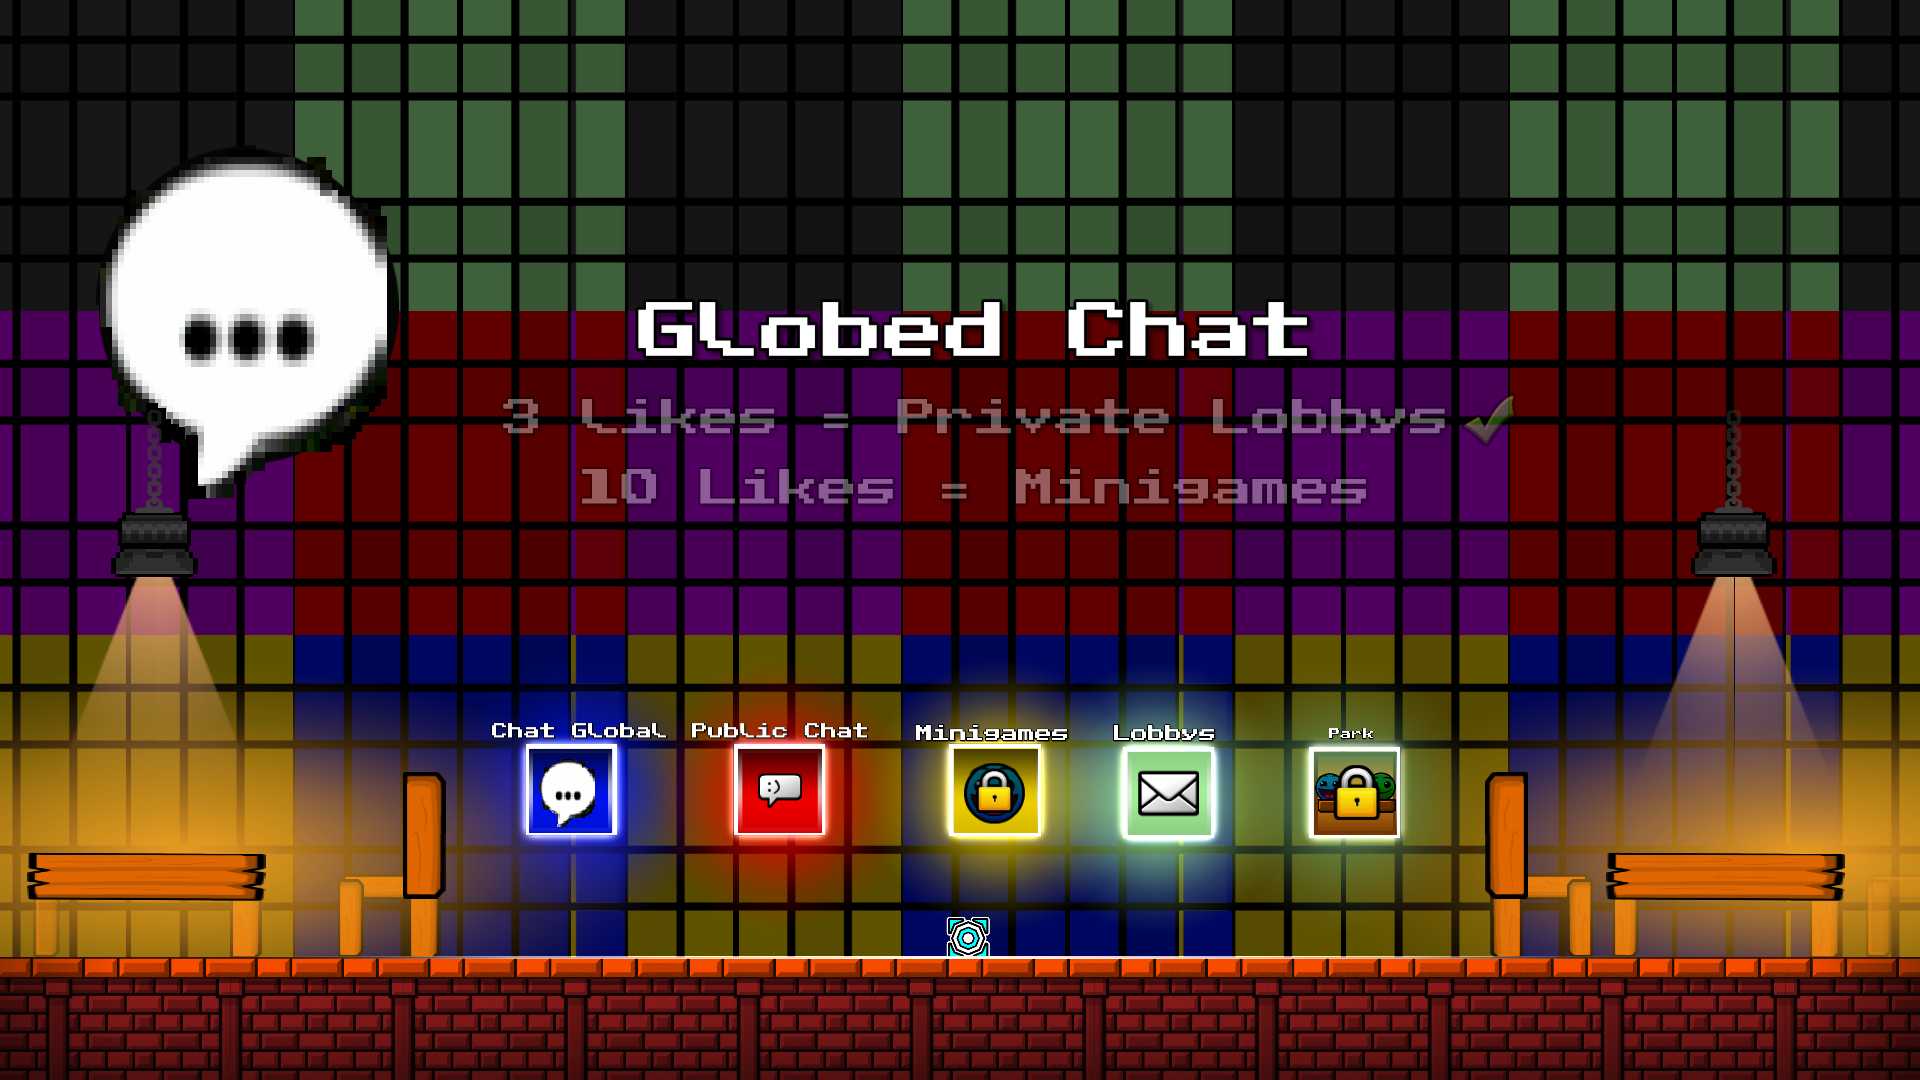 Globed Chat
3 Likes = Private Lobbys
10 Likes = Minigames
Chat Global
Public Chat
Minigames
Lobbys
Park
:)